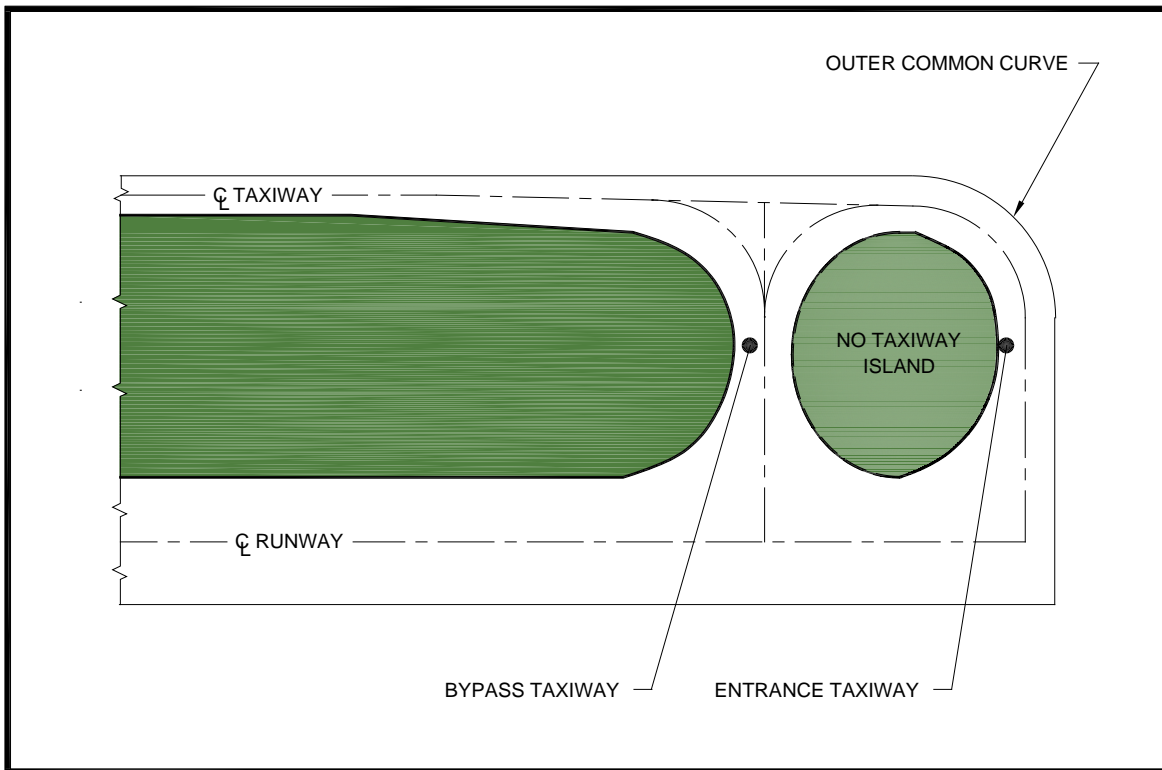 OUTER COMMON CURVE
℄ TAXIWAY
NO TAXIWAY
ISLAND
℄ RUNWAY
BYPASS TAXIWAY
ENTRANCE TAXIWAY